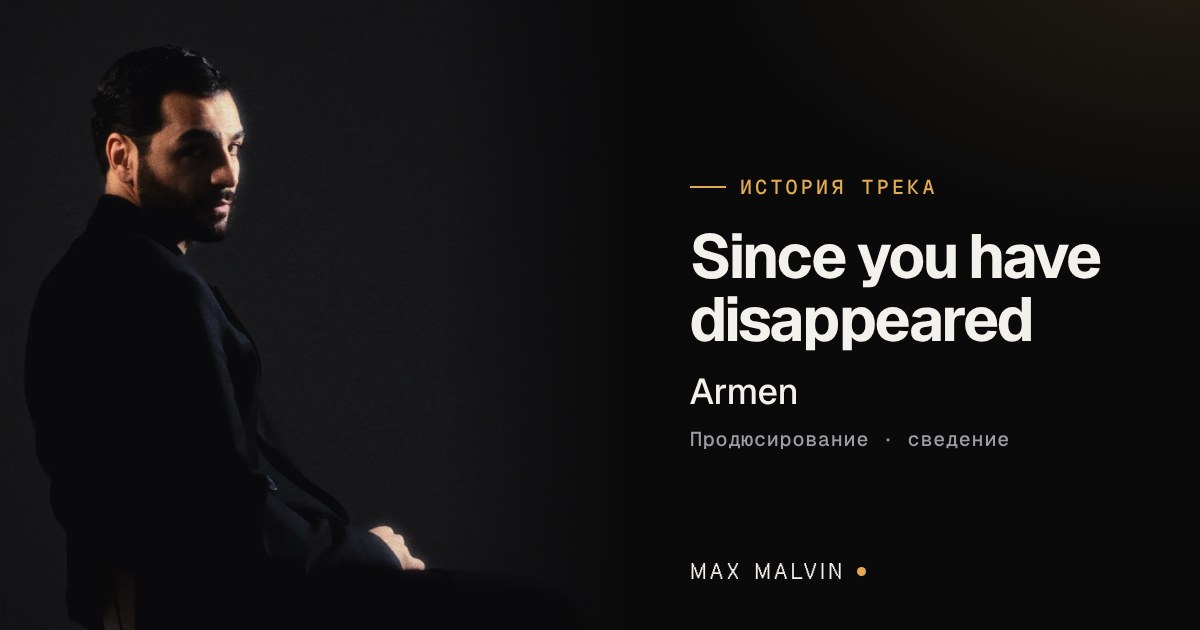 ИСТОРИЯ ТРЕКА
Since you have
disappeared
Armen
Продюсирование · сведение
MAX MALVIN